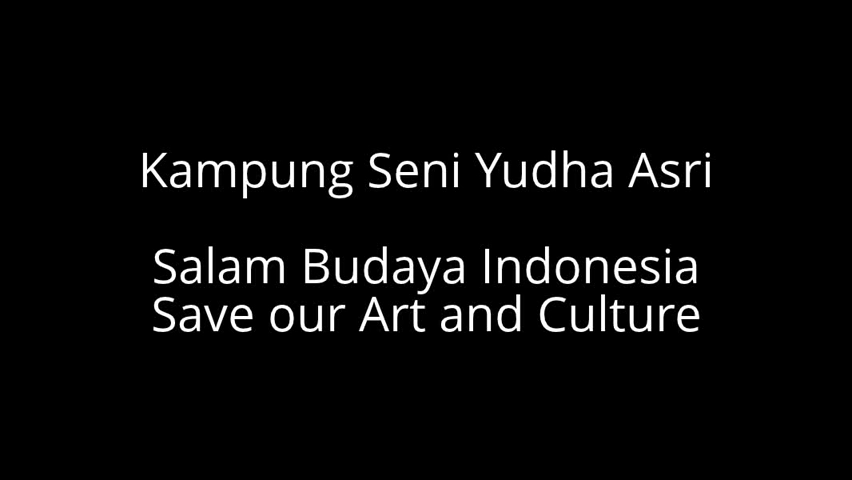 Kampung Seni Yudha Asri
Salam Budaya Indonesia
Save our Art and Culture